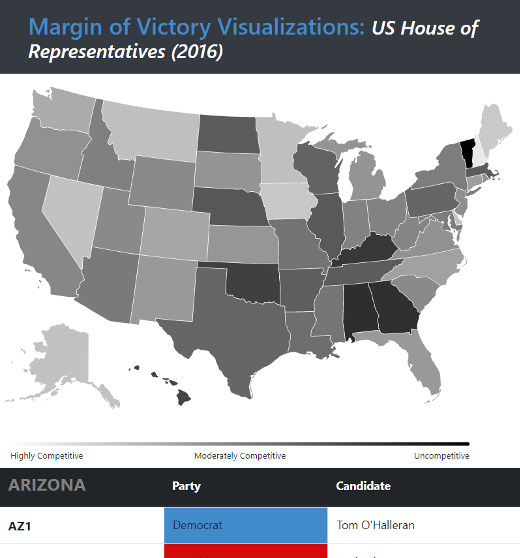 Margin of Victory Visualizations: US House of
Representatives (2016)
Highly Competitive Moderately Competitive Uncompetitive
ARIZONA Party Candidate
AZ1 Democrat Tom O'Halleran